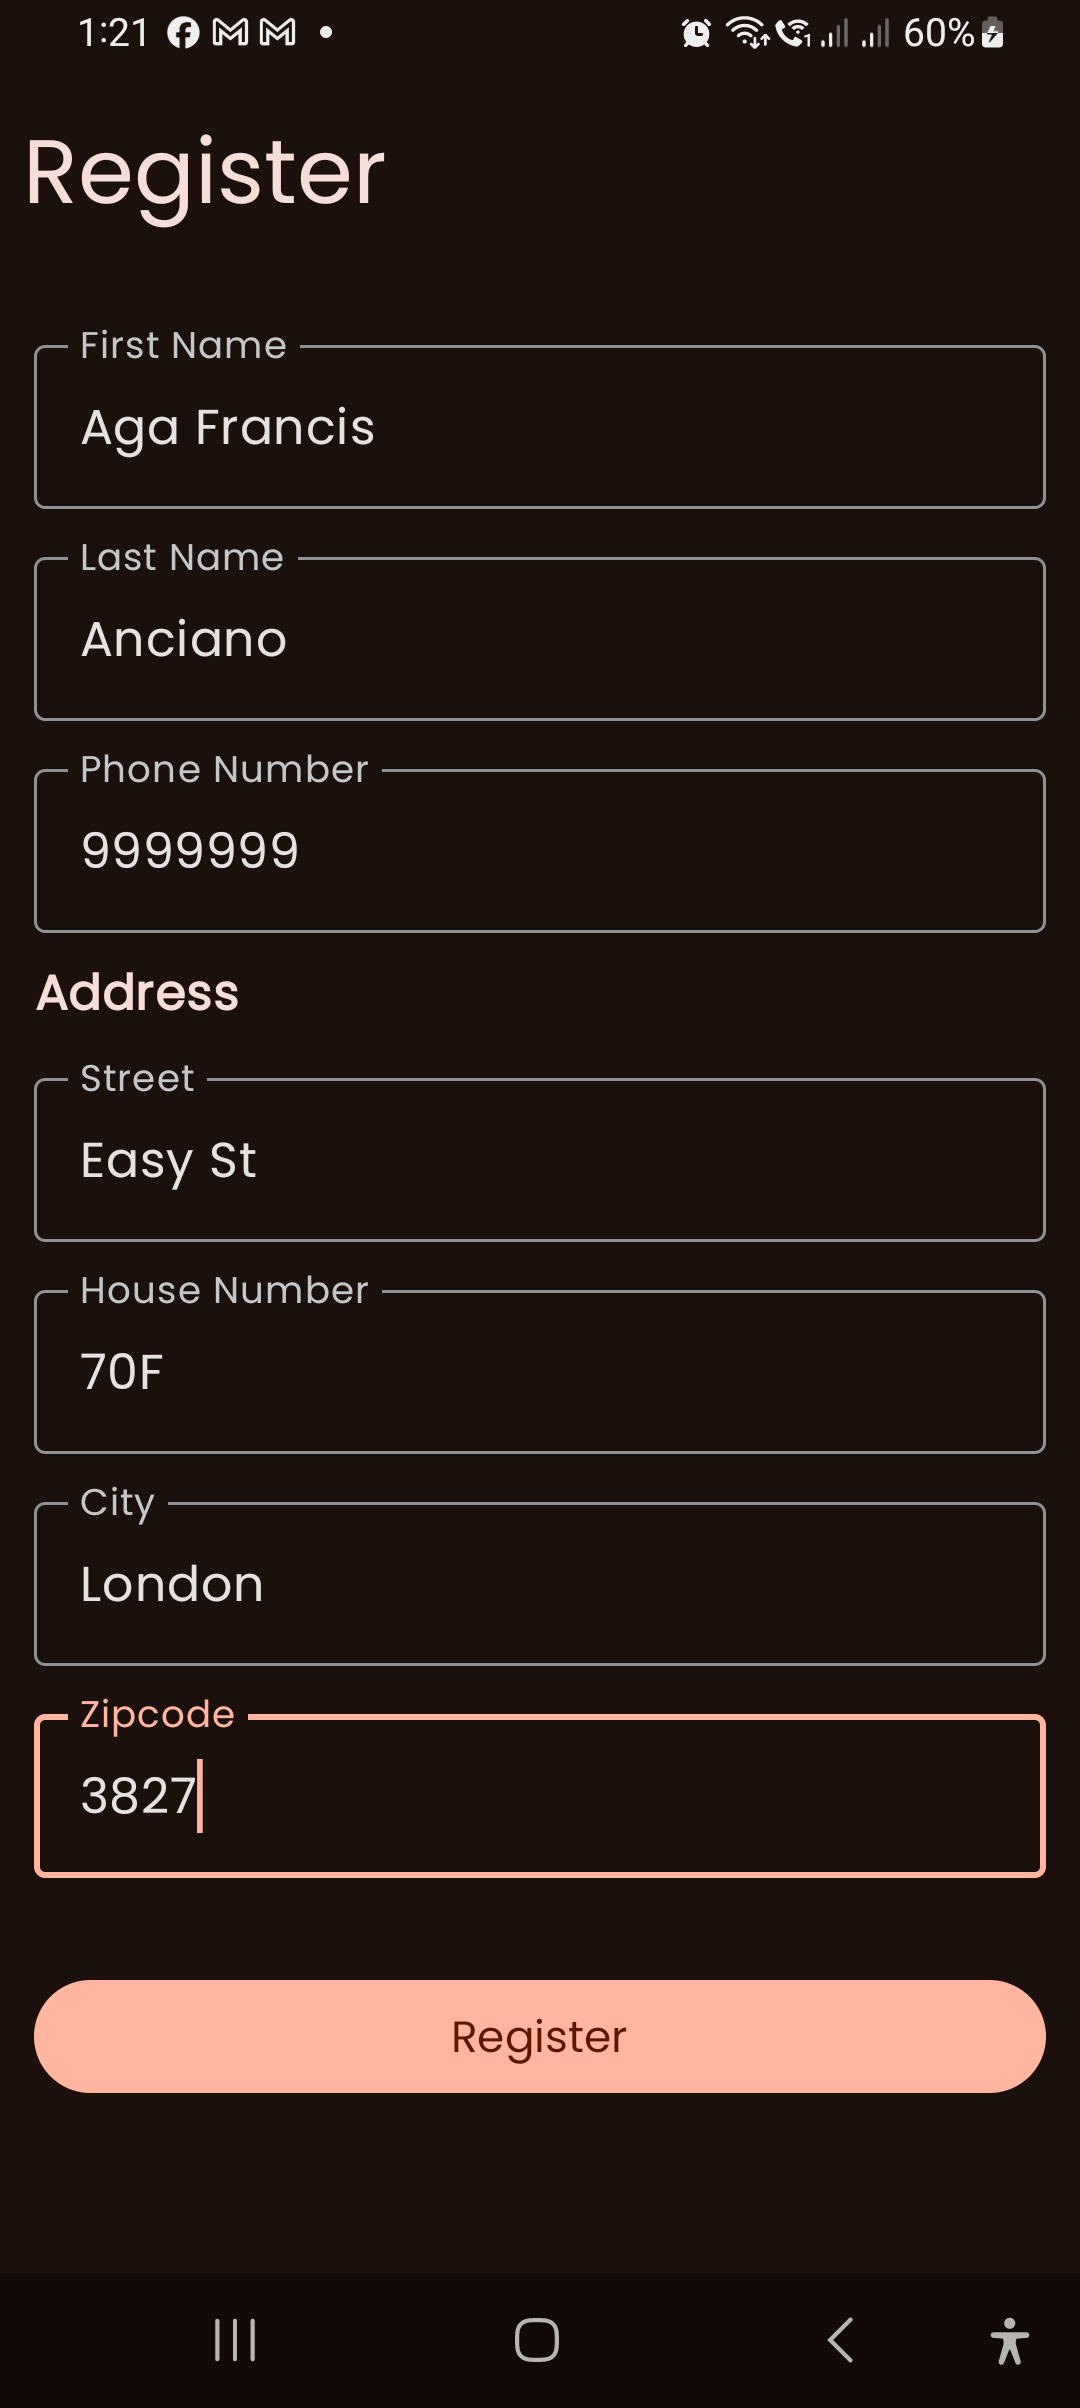 1:21 60%
Register
First Name
Aga Francis
Last Name
Anciano
Phone Number
9999999
Address
Street
Easy St
House Number
70F
City
London
Zipcode
3827
Register